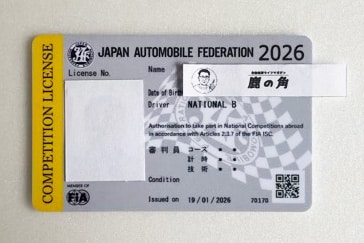 COMPETITION LICENSE
JAPAN AUTOMOBILE FEDERATION 2026
License No.
Name
鹿の角
Date of Birth
Driver NATIONAL B
Authorisation to take part in National Competitions abroad
in accordance with Articles 2.3.7 of the FIA ISC.
審判員 コース ＊ ＊
計時 ＊ ＊
技術 ＊ ＊
Condition
MEMBER OF
FIA
Issued on 19/01/2026 70170